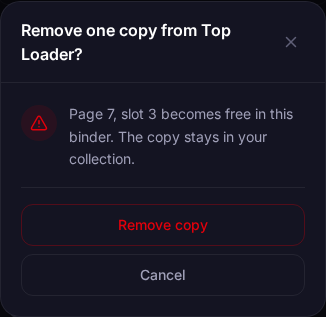 Remove one copy from Top
Loader?
Page 7, slot 3 becomes free in this
binder. The copy stays in your
collection.
Remove copy
Cancel